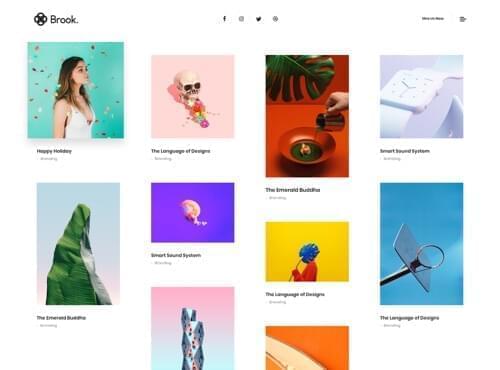 Brook.
Happy Holiday
- Branding
The Language of Designs
- Branding
The Emerald Buddha
- Branding
Smart Sound System
- Branding
The Emerald Buddha
- Branding
Smart Sound System
- Branding
The Language of Designs
- Branding
The Language of Designs
- Branding